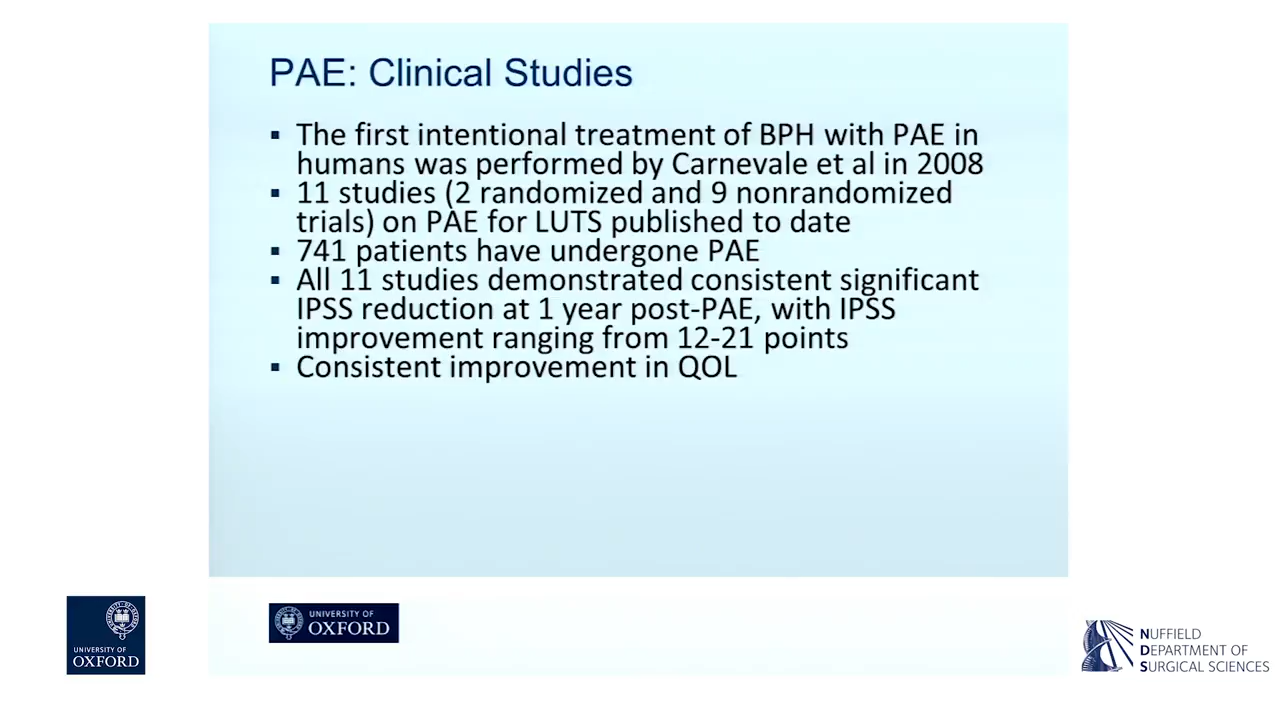 PAE: Clinical Studies
▪ The first intentional treatment of BPH with PAE in
humans was performed by Carnevale et al in 2008
▪ 11 studies (2 randomized and 9 nonrandomized
trials) on PAE for LUTS published to date
▪ 741 patients have undergone PAE
▪ All 11 studies demonstrated consistent significant
IPSS reduction at 1 year post-PAE, with IPSS
improvement ranging from 12-21 points
▪ Consistent improvement in QOL
UNIVERSITY OF
OXFORD
UNIVERSITY OF
OXFORD
NUFFIELD
DEPARTMENT OF
SURGICAL SCIENCES